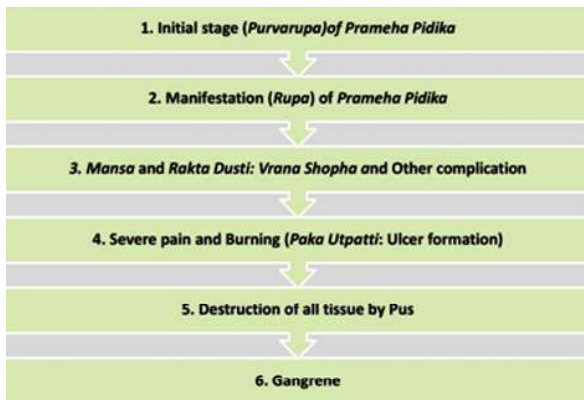 1. Initial stage (Purvarupa)of Prameha Pidika
2. Manifestation (Rupa) of Prameha Pidika
3. Mansa and Rakta Dusti: Vrana Shopha and Other complication
4. Severe pain and Burning (Paka Utpatti: Ulcer formation)
5. Destruction of all tissue by Pus
6. Gangrene